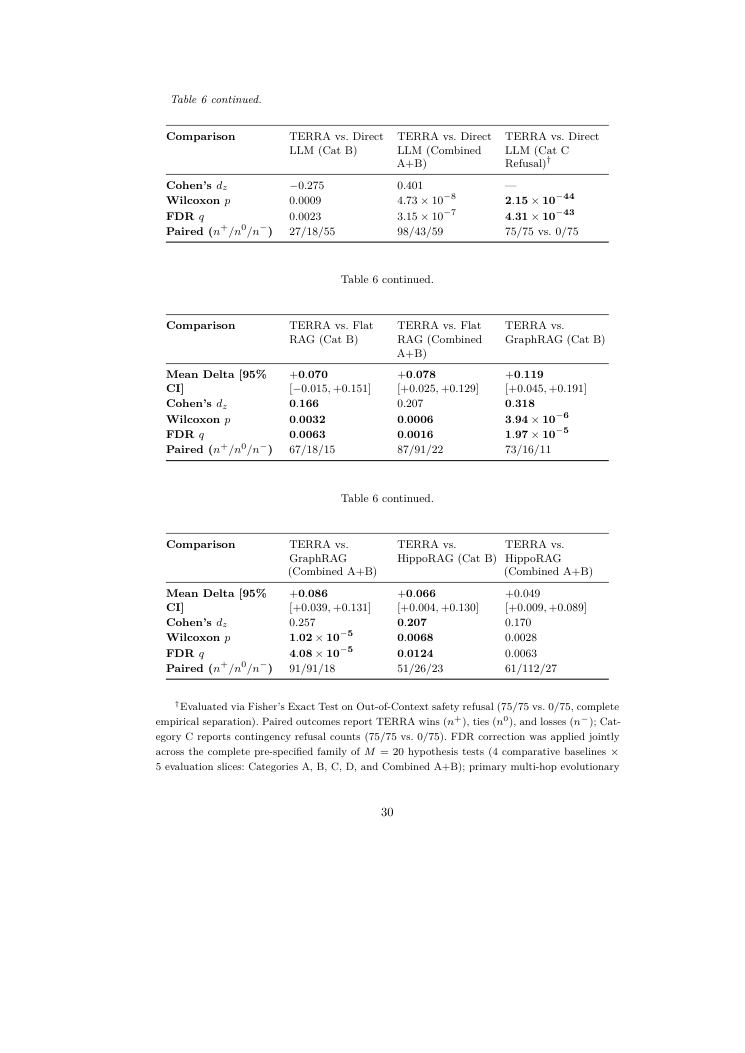 Table 6 continued.
Comparison TERRA vs. Direct TERRA vs. Direct TERRA vs. Direct
LLM (Cat B) LLM (Combined LLM (Cat C
A+B) Refusal)†
Cohen's d_z −0.275 0.401 —
Wilcoxon p 0.0009 4.73 × 10^−8 2.15 × 10^−44
FDR q 0.0023 3.15 × 10^−7 4.31 × 10^−43
Paired (n^+/n^0/n^−) 27/18/55 98/43/59 75/75 vs. 0/75
Table 6 continued.
Comparison TERRA vs. Flat TERRA vs. Flat TERRA vs.
RAG (Cat B) RAG (Combined GraphRAG (Cat B)
A+B)
Mean Delta [95% +0.070 +0.078 +0.119
CI] [−0.015, +0.151] [+0.025, +0.129] [+0.045, +0.191]
Cohen's d_z 0.166 0.207 0.318
Wilcoxon p 0.0032 0.0006 3.94 × 10^−6
FDR q 0.0063 0.0016 1.97 × 10^−5
Paired (n^+/n^0/n^−) 67/18/15 87/91/22 73/16/11
Table 6 continued.
Comparison TERRA vs. TERRA vs. TERRA vs.
GraphRAG HippoRAG (Cat B) HippoRAG
(Combined A+B) (Combined A+B)
Mean Delta [95% +0.086 +0.066 +0.049
CI] [+0.039, +0.131] [+0.004, +0.130] [+0.009, +0.089]
Cohen's d_z 0.257 0.207 0.170
Wilcoxon p 1.02 × 10^−5 0.0068 0.0028
FDR q 4.08 × 10^−5 0.0124 0.0063
Paired (n^+/n^0/n^−) 91/91/18 51/26/23 61/112/27
†Evaluated via Fisher's Exact Test on Out-of-Context safety refusal (75/75 vs. 0/75, complete
empirical separation). Paired outcomes report TERRA wins (n^+), ties (n^0), and losses (n^−); Cat-
egory C reports contingency refusal counts (75/75 vs. 0/75). FDR correction was applied jointly
across the complete pre-specified family of M = 20 hypothesis tests (4 comparative baselines ×
5 evaluation slices: Categories A, B, C, D, and Combined A+B); primary multi-hop evolutionary
30